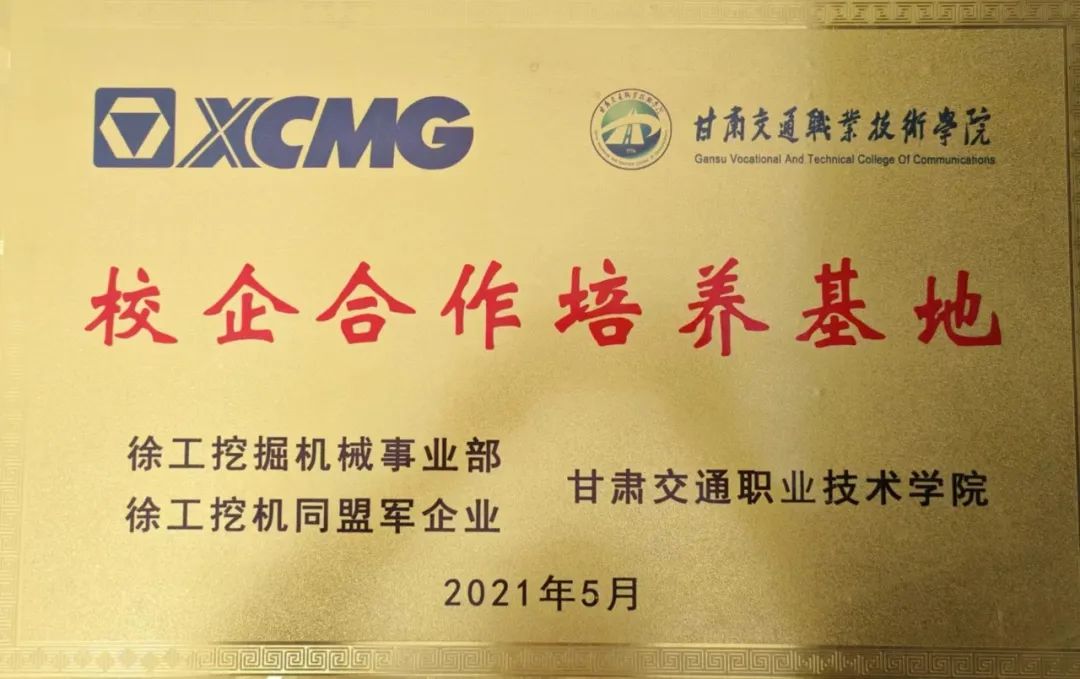 XCMG
甘肃交通職業技術學院
Gansu Vocational And Technical College Of Communications
校企合作培养基地
徐工挖掘机械事业部
徐工挖机同盟军企业
甘肃交通职业技术学院
2021年5月